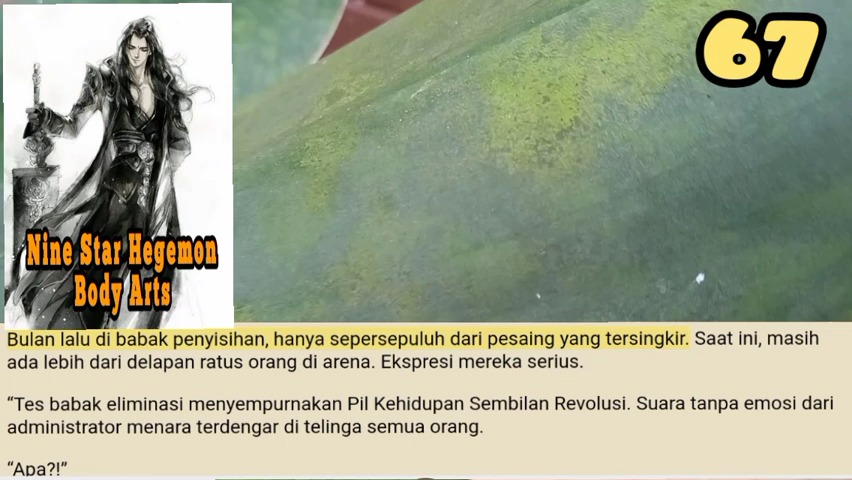 67
Nine Star Hegemon
Body Arts
Bulan lalu di babak penyisihan, hanya sepersepuluh dari pesaing yang tersingkir. Saat ini, masih
ada lebih dari delapan ratus orang di arena. Ekspresi mereka serius.
“Tes babak eliminasi menyempurnakan Pil Kehidupan Sembilan Revolusi. Suara tanpa emosi dari
administrator menara terdengar di telinga semua orang.
“Apa?!”